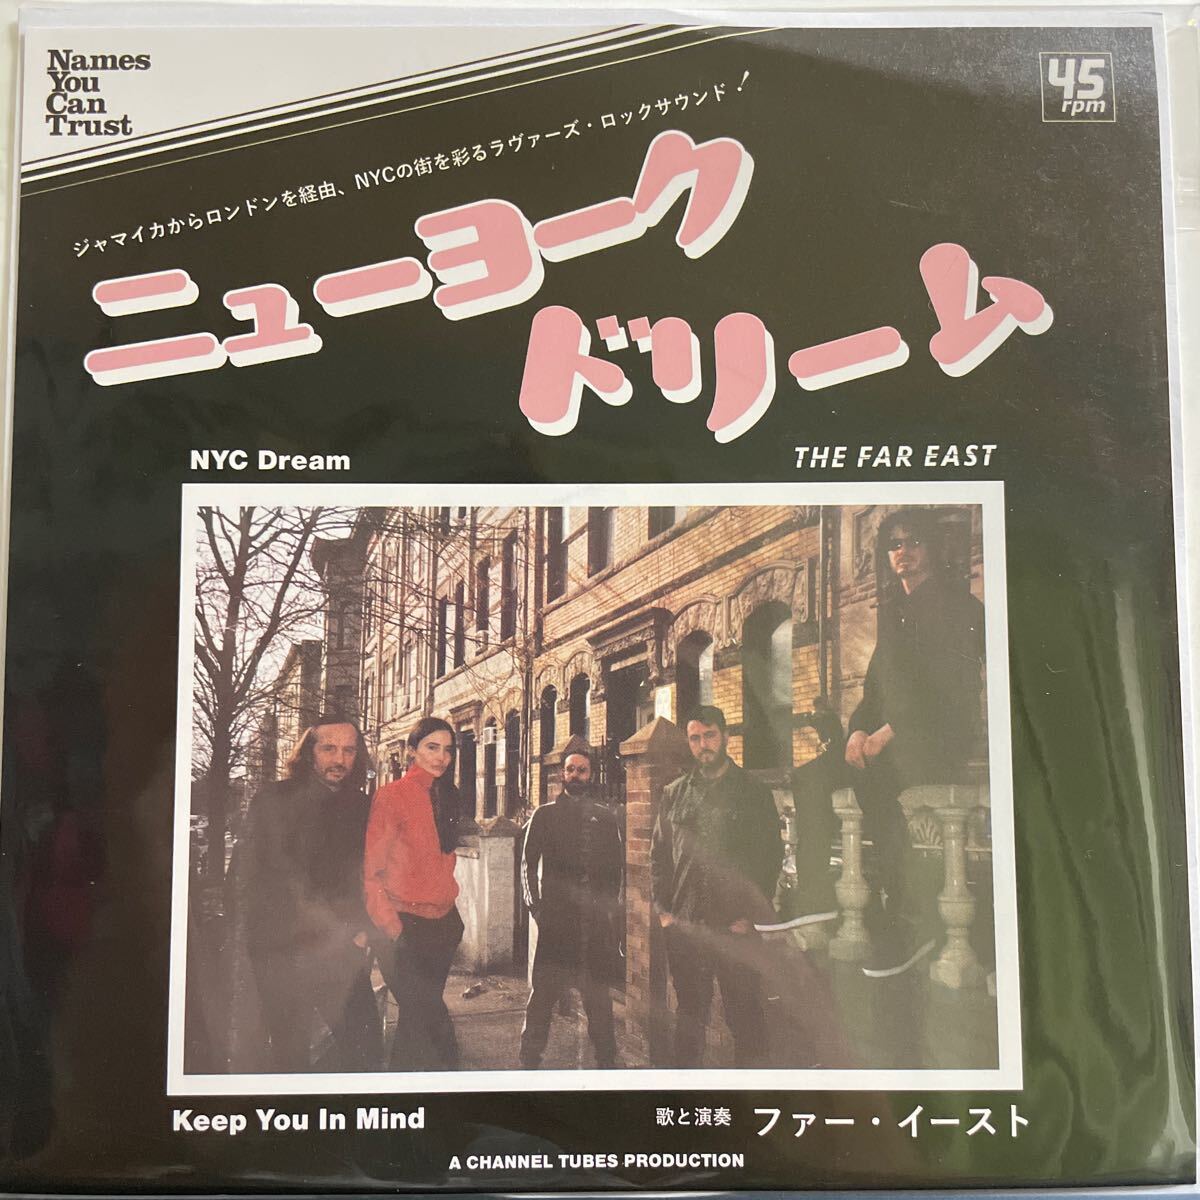 Names
You
Can
Trust
45
rpm
ジャマイカからロンドンを経由、NYCの街を彩るラヴァーズ・ロックサウンド！
ニューヨーク
ドリーム
NYC Dream
THE FAR EAST
Keep You In Mind
歌と演奏 ファー・イースト
A CHANNEL TUBES PRODUCTION